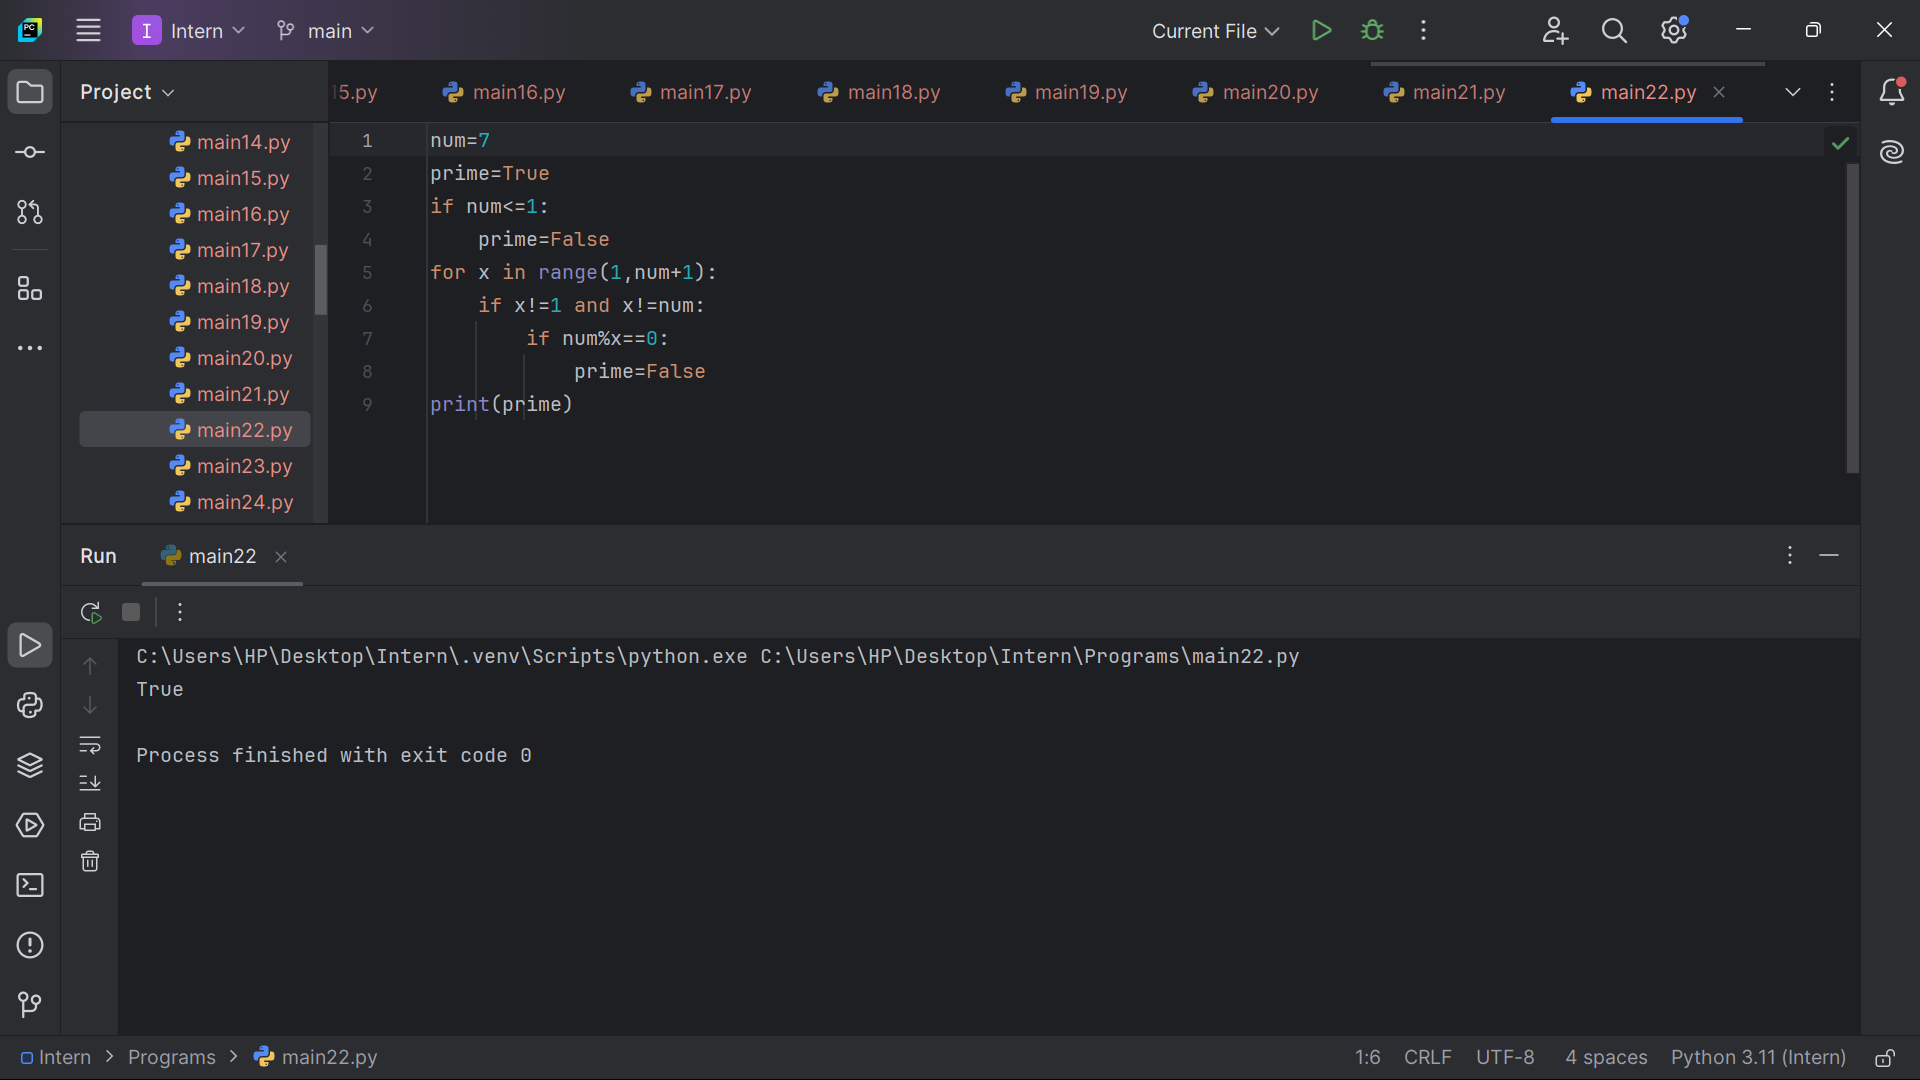 PC
I Intern main Current File
Project
15.py main16.py main17.py main18.py main19.py main20.py main21.py main22.py
main14.py
main15.py
main16.py
main17.py
main18.py
main19.py
main20.py
main21.py
main22.py
main23.py
main24.py
1 num=7
2 prime=True
3 if num<=1:
4     prime=False
5 for x in range(1,num+1):
6     if x!=1 and x!=num:
7         if num%x==0:
8             prime=False
9 print(prime)
Run main22
C:\Users\HP\Desktop\Intern\.venv\Scripts\python.exe C:\Users\HP\Desktop\Intern\Programs\main22.py
True
Process finished with exit code 0
Intern > Programs > main22.py 1:6 CRLF UTF-8 4 spaces Python 3.11 (Intern)